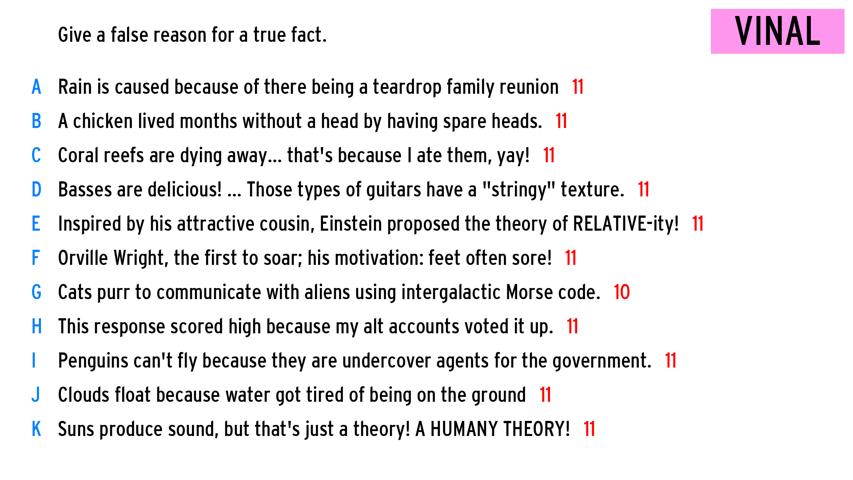 Give a false reason for a true fact.
VINAL
A Rain is caused because of there being a teardrop family reunion 11
B A chicken lived months without a head by having spare heads. 11
C Coral reefs are dying away... that's because I ate them, yay! 11
D Basses are delicious! ... Those types of guitars have a "stringy" texture. 11
E Inspired by his attractive cousin, Einstein proposed the theory of RELATIVE-ity! 11
F Orville Wright, the first to soar; his motivation: feet often sore! 11
G Cats purr to communicate with aliens using intergalactic Morse code. 10
H This response scored high because my alt accounts voted it up. 11
I Penguins can't fly because they are undercover agents for the government. 11
J Clouds float because water got tired of being on the ground 11
K Suns produce sound, but that's just a theory! A HUMANY THEORY! 11